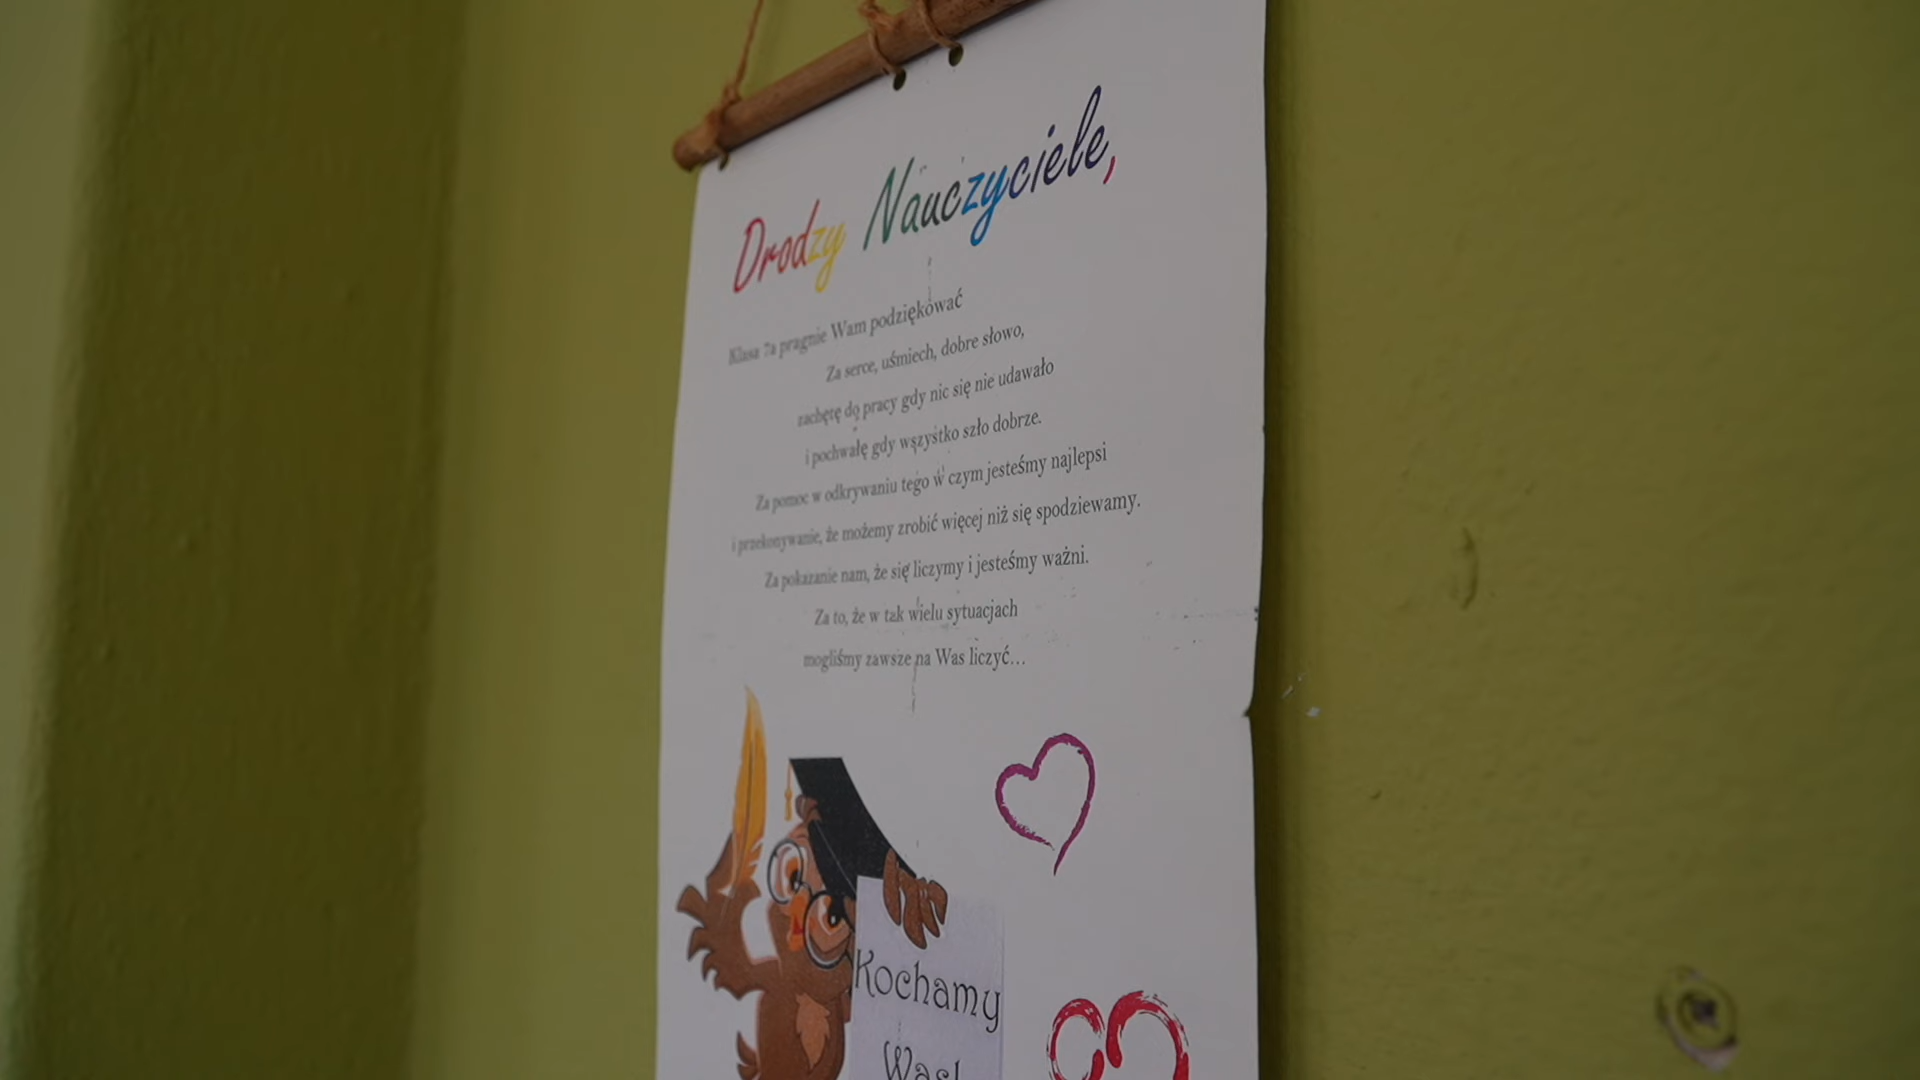 Drodzy Nauczyciele,
Klasa 7a pragnie Wam podziękować
Za serce, uśmiech, dobre słowo,
zachętę do pracy gdy nic się nie udawało
i pochwałę gdy wszystko szło dobrze.
Za pomoc w odkrywaniu tego w czym jesteśmy najlepsi
i przekonywanie, że możemy zrobić więcej niż się spodziewamy.
Za pokazanie nam, że się liczymy i jesteśmy ważni.
Za to, że w tak wielu sytuacjach
mogliśmy zawsze na Was liczyć…
Kochamy
Was!